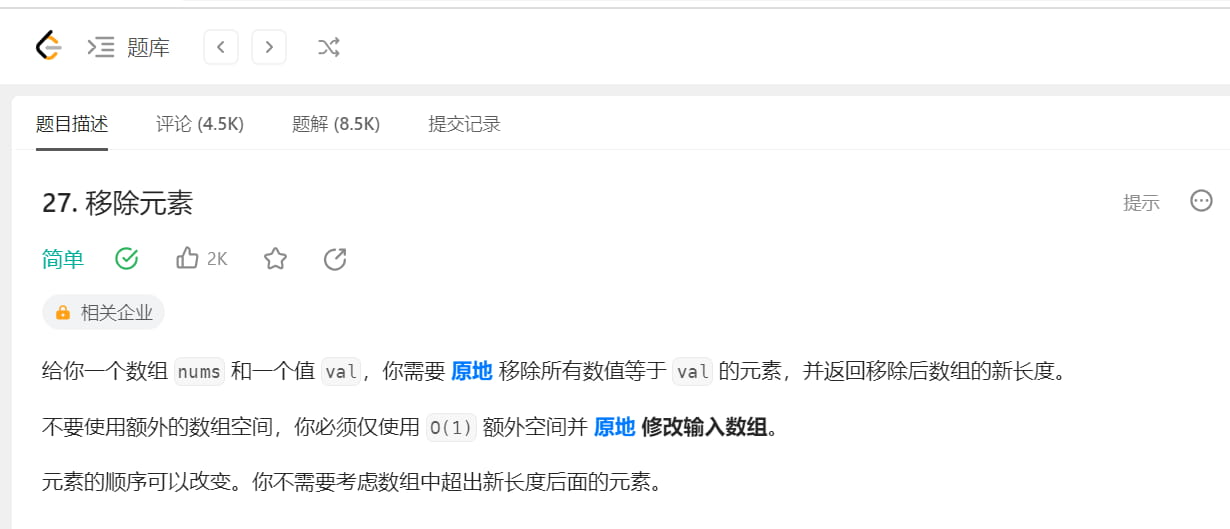 题库
题目描述 评论 (4.5K) 题解 (8.5K) 提交记录
27. 移除元素 提示
简单 2K
相关企业
给你一个数组 nums 和一个值 val，你需要 原地 移除所有数值等于 val 的元素，并返回移除后数组的新长度。
不要使用额外的数组空间，你必须仅使用 O(1) 额外空间并 原地 修改输入数组。
元素的顺序可以改变。你不需要考虑数组中超出新长度后面的元素。